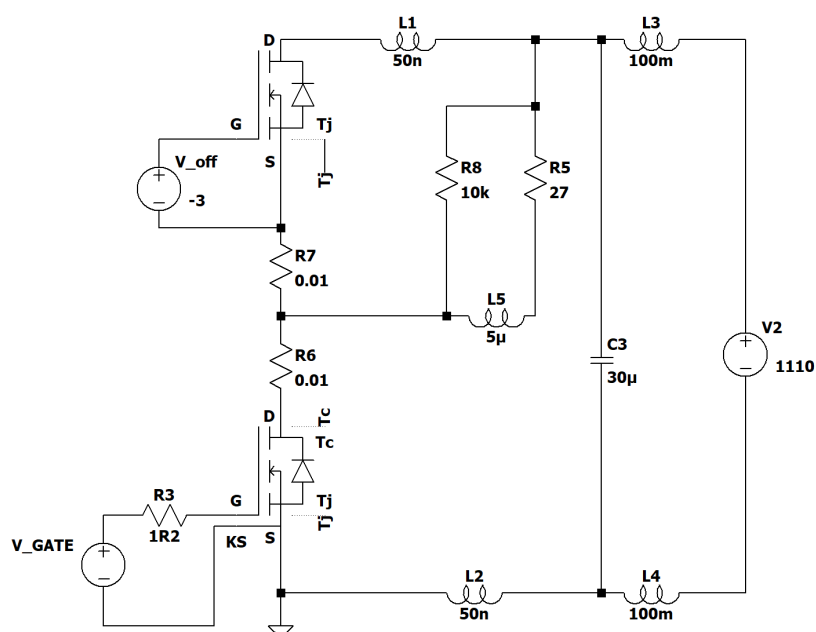 L1
50n
L3
100m
D
G
Tj
S
Tj
V_off
-3
R8
10k
R5
27
R7
0.01
L5
5µ
R6
0.01
C3
30µ
V2
1110
D
Tc
Tc
G
Tj
Tj
KS
S
R3
1R2
V_GATE
L2
50n
L4
100m